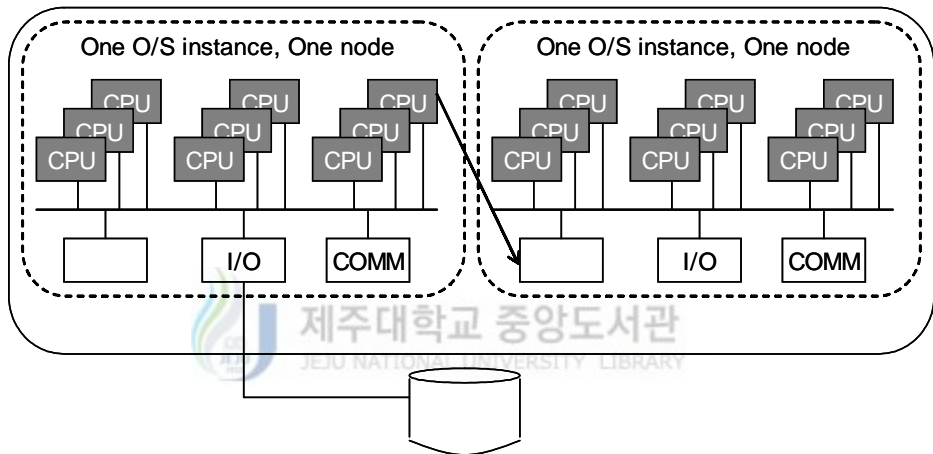 One O/S instance, One node
One O/S instance, One node
CPU CPU CPU
CPU CPU CPU
CPU CPU CPU
CPU CPU CPU
CPU CPU CPU
CPU CPU CPU
I/O COMM
I/O COMM
제주대학교 중앙도서관
JEJU NATIONAL UNIVERSITY LIBRARY